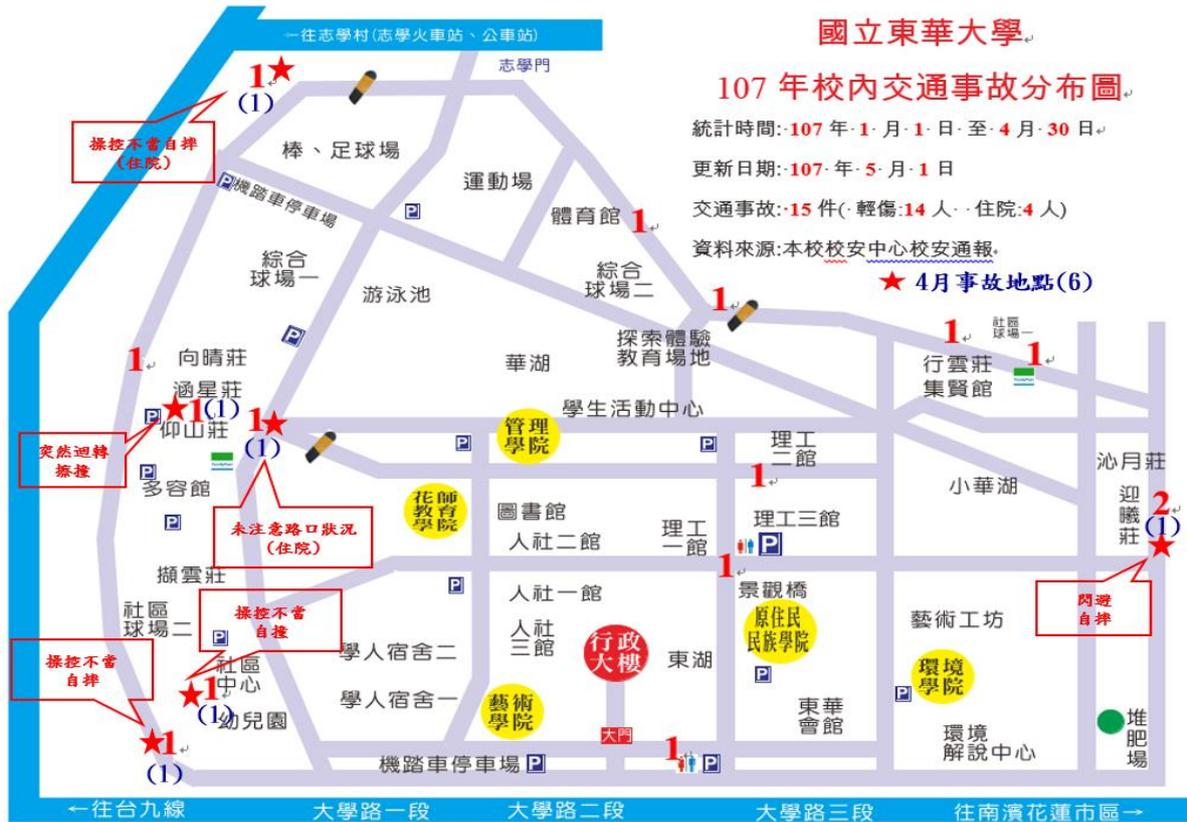 ←往志學村(志學火車站、公車站)
國立東華大學
107 年校內交通事故分布圖
統計時間: 107 年 1 月 1 日 至 4 月 30 日
更新日期: 107 年 5 月 1 日
交通事故: 15 件( 輕傷:14 人 住院:4 人)
資料來源:本校校安中心校安通報
★ 4月事故地點(6)
志學門
★
1
(1)
操控不當自摔
(住院)
棒、足球場
P
機踏車停車場
運動場
P
體育館
1
綜合
球場一
游泳池
綜合
球場二
P
1
探索體驗
教育場地
社區
球場一
1
1
行雲莊
集賢館
FamilyMart
1
向晴莊
涵星莊
華湖
P
★
1
(1)
仰山莊
突然迴轉
擦撞
1
★
(1)
學生活動中心
管理
學院
P
P
理工
二館
P
FamilyMart
多容館
沁月莊
小華湖
1
花師
教育
學院
迎曦莊
P
未注意路口狀況
(住院)
圖書館
人社二館
理工
一館
理工三館
P
2
(1)
★
擷雲莊
1
景觀橋
P
人社一館
閃避
自摔
社區
球場二
P
操控不當
自撞
人社
三館
行政
大樓
原住民
民族學院
藝術工坊
操控不當
自摔
學人宿舍二
東湖
社區
中心
★
1
(1)
P
環境
學院
P
學人宿舍一
藝術
學院
東華
會館
幼兒園
堆肥場
★
1
(1)
大門
1
環境
解說中心
機踏車停車場
P
P
←往台九線
大學路一段
大學路二段
大學路三段
往南濱花蓮市區→